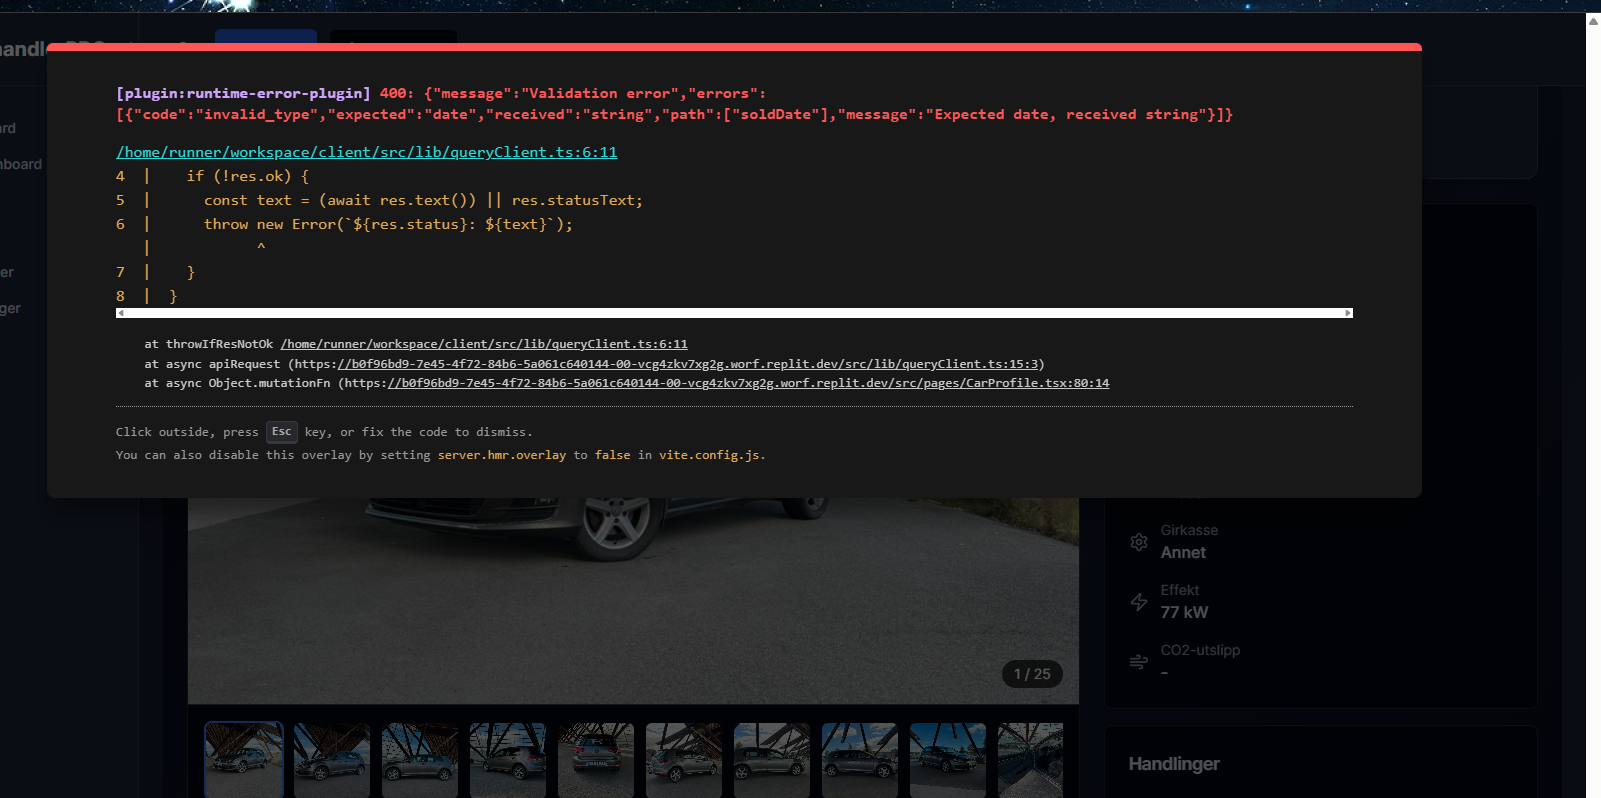 [plugin:runtime-error-plugin] 400: {"message":"Validation error","errors":
[{"code":"invalid_type","expected":"date","received":"string","path":["soldDate"],"message":"Expected date, received string"}]}
/home/runner/workspace/client/src/lib/queryClient.ts:6:11
4  |    if (!res.ok) {
5  |      const text = (await res.text()) || res.statusText;
6  |      throw new Error(`${res.status}: ${text}`);
   |            ^
7  |    }
8  |  }
at throwIfResNotOk /home/runner/workspace/client/src/lib/queryClient.ts:6:11
at async apiRequest (https://b0f96bd9-7e45-4f72-84b6-5a061c640144-00-vcg4zkv7xg2g.worf.replit.dev/src/lib/queryClient.ts:15:3)
at async Object.mutationFn (https://b0f96bd9-7e45-4f72-84b6-5a061c640144-00-vcg4zkv7xg2g.worf.replit.dev/src/pages/CarProfile.tsx:80:14
Click outside, press Esc key, or fix the code to dismiss.
You can also disable this overlay by setting server.hmr.overlay to false in vite.config.js.
Girkasse
Annet
Effekt
77 kW
CO2-utslipp
-
1 / 25
Handlinger